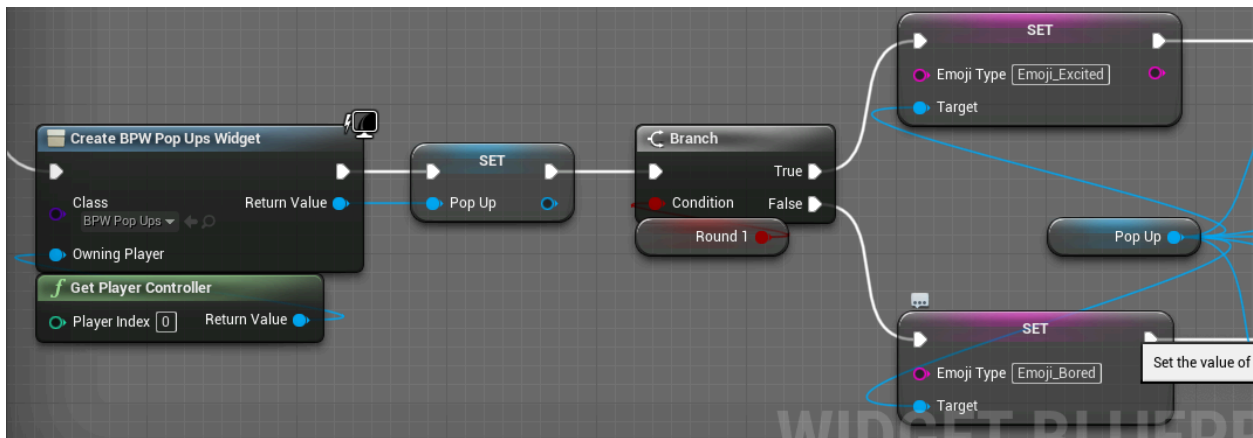 SET
Emoji Type Emoji_Excited
Target
Create BPW Pop Ups Widget
Class
BPW Pop Ups
Return Value
Owning Player
SET
Pop Up
Branch
True
Condition
False
Round 1
Pop Up
f Get Player Controller
Player Index 0
Return Value
SET
Emoji Type Emoji_Bored
Target
Set the value of
WIDGET